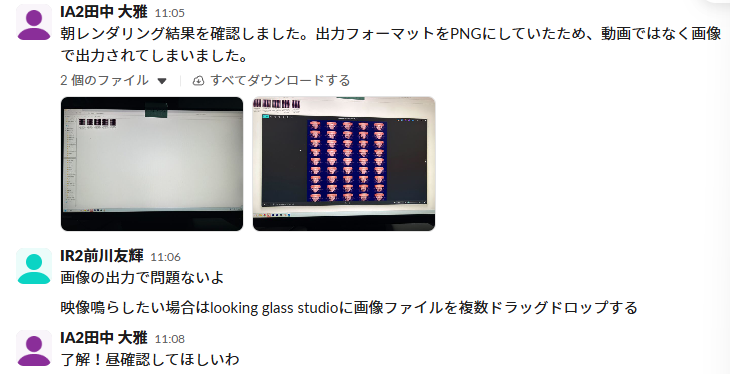 IA2田中 大雅 11:05
朝レンダリング結果を確認しました。出力フォーマットをPNGにしていたため、動画ではなく画像
で出力されてしまいました。
2 個のファイル すべてダウンロードする
IR2前川友輝 11:06
画像の出力で問題ないよ
映像鳴らしたい場合はlooking glass studioに画像ファイルを複数ドラッグドロップする
IA2田中 大雅 11:08
了解！昼確認してほしいわ